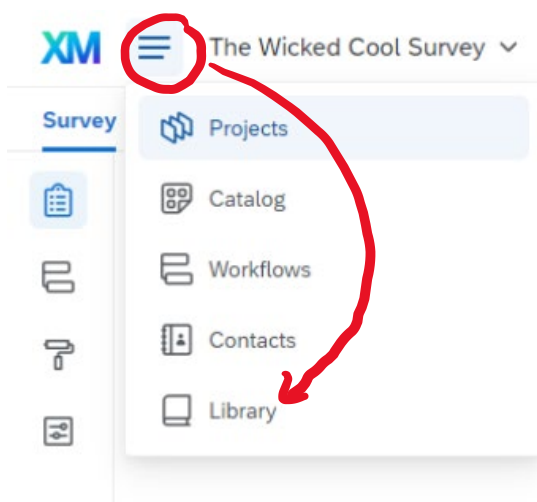 XM The Wicked Cool Survey
Survey
Projects
Catalog
Workflows
Contacts
Library